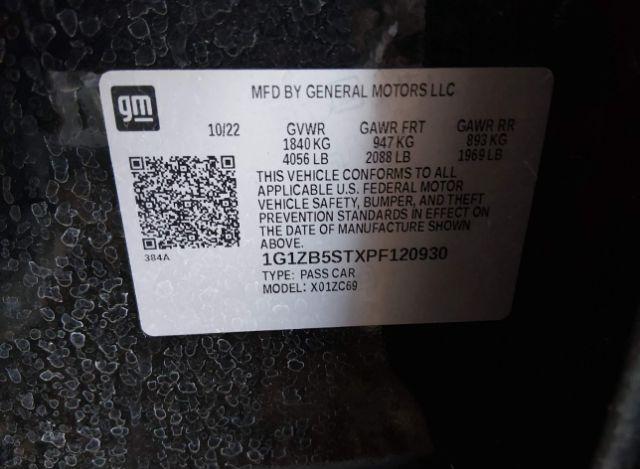 gm
MFD BY GENERAL MOTORS LLC
10/22 GVWR GAWR FRT GAWR RR
1840 KG 947 KG 893 KG
4056 LB 2088 LB 1969 LB
THIS VEHICLE CONFORMS TO ALL
APPLICABLE U.S. FEDERAL MOTOR
VEHICLE SAFETY, BUMPER, AND THEFT
PREVENTION STANDARDS IN EFFECT ON
THE DATE OF MANUFACTURE SHOWN
ABOVE.
384A
1G1ZB5STXPF120930
TYPE: PASS CAR
MODEL: X01ZC69